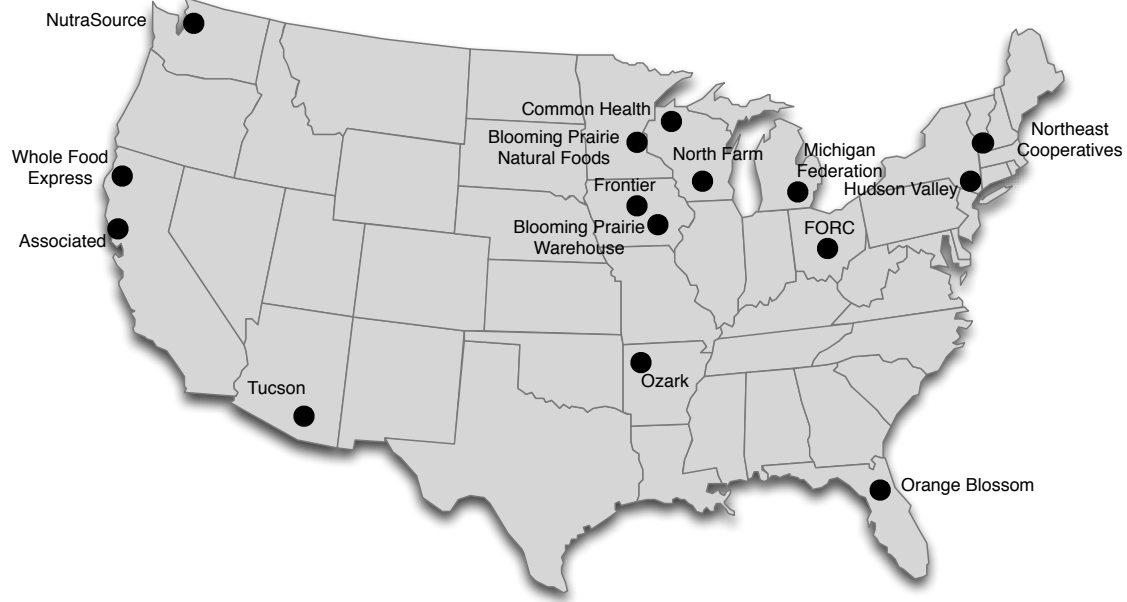 NutraSource
Common Health
Blooming Prairie
Natural Foods
Northeast
Cooperatives
Whole Food
Express
North Farm
Michigan
Federation
Frontier
Hudson Valley
Associated
Blooming Prairie
Warehouse
FORC
Tucson
Ozark
Orange Blossom